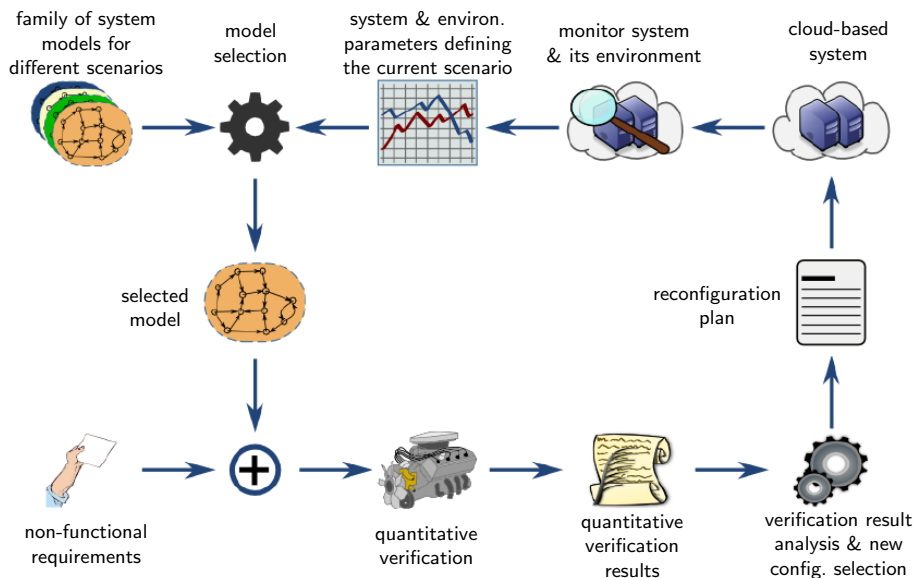 family of system
models for
different scenarios
model
selection
system & environ.
parameters defining
the current scenario
monitor system
& its environment
cloud-based
system
selected
model
reconfiguration
plan
non-functional
requirements
quantitative
verification
quantitative
verification
results
verification result
analysis & new
config. selection